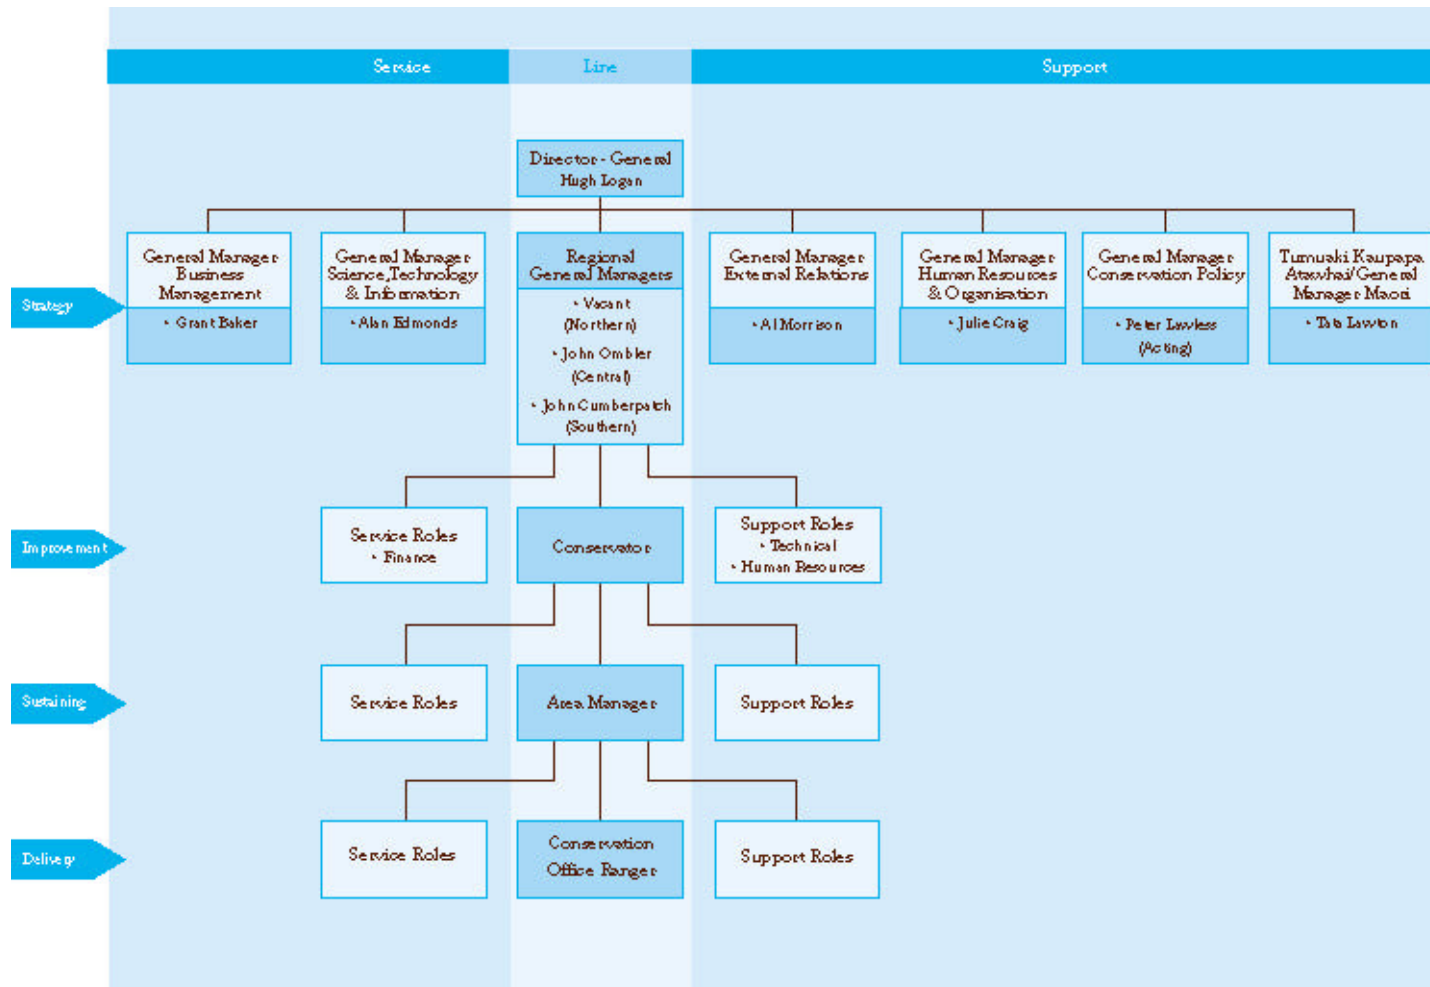 Service
Line
Support
Director - General
Hugh Logan
General Manager
Business
Management
• Grant Baker
General Manager
Science, Technology
& Information
• Alan Edmonds
Regional
General Managers
• Vacant
(Northern)
• John Ombler
(Central)
• John Cumberpatch
(Southern)
General Manager
External Relations
• Al Morrison
General Manager
Human Resources
& Organisation
• Julie Craig
General Manager
Conservation Policy
• Peter Lawless
(Acting)
Tumuaki Kaupapa
Atawhai/General
Manager Maori
• Tata Lawton
Strategy
Improvement
Service Roles
• Finance
Conservator
Support Roles
• Technical
• Human Resources
Sustaining
Service Roles
Area Manager
Support Roles
Delivery
Service Roles
Conservation
Office Ranger
Support Roles